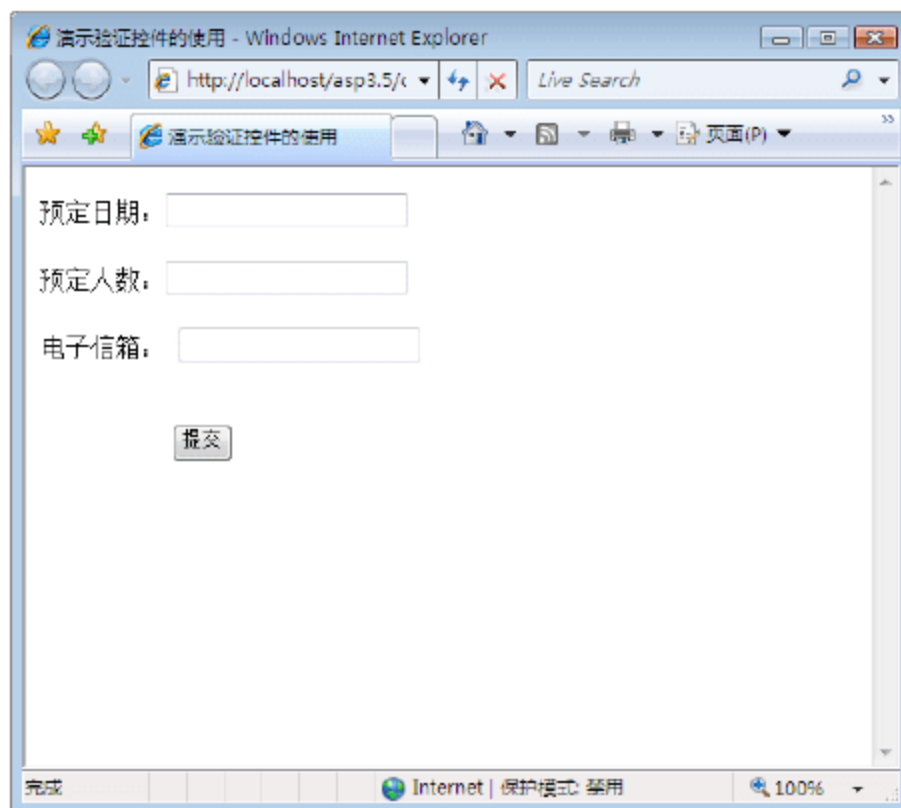 演示验证控件的使用 - Windows Internet Explorer
http://localhost/asp3.5/c
Live Search
演示验证控件的使用
页面(P)
预定日期:
预定人数:
电子信箱:
提交
完成
Internet | 保护模式: 禁用
100%